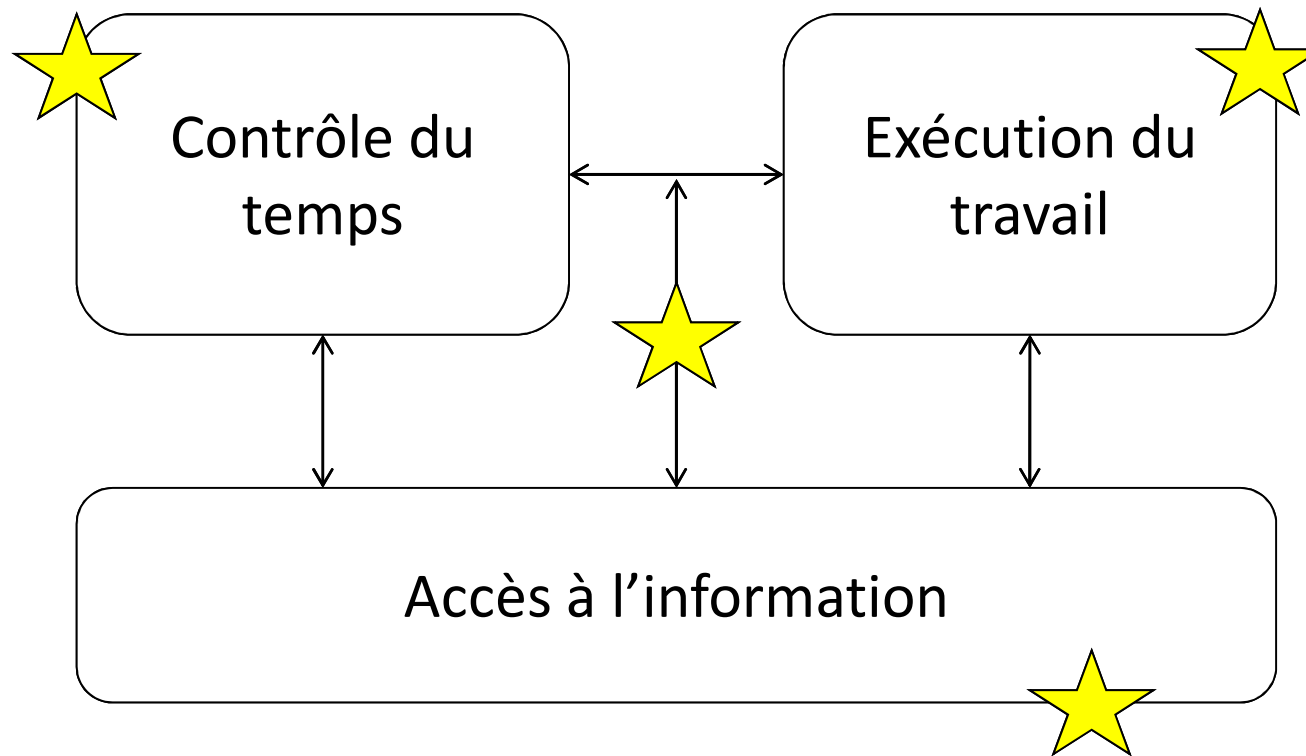 Contrôle du
temps
Exécution du
travail
Accès à l’information